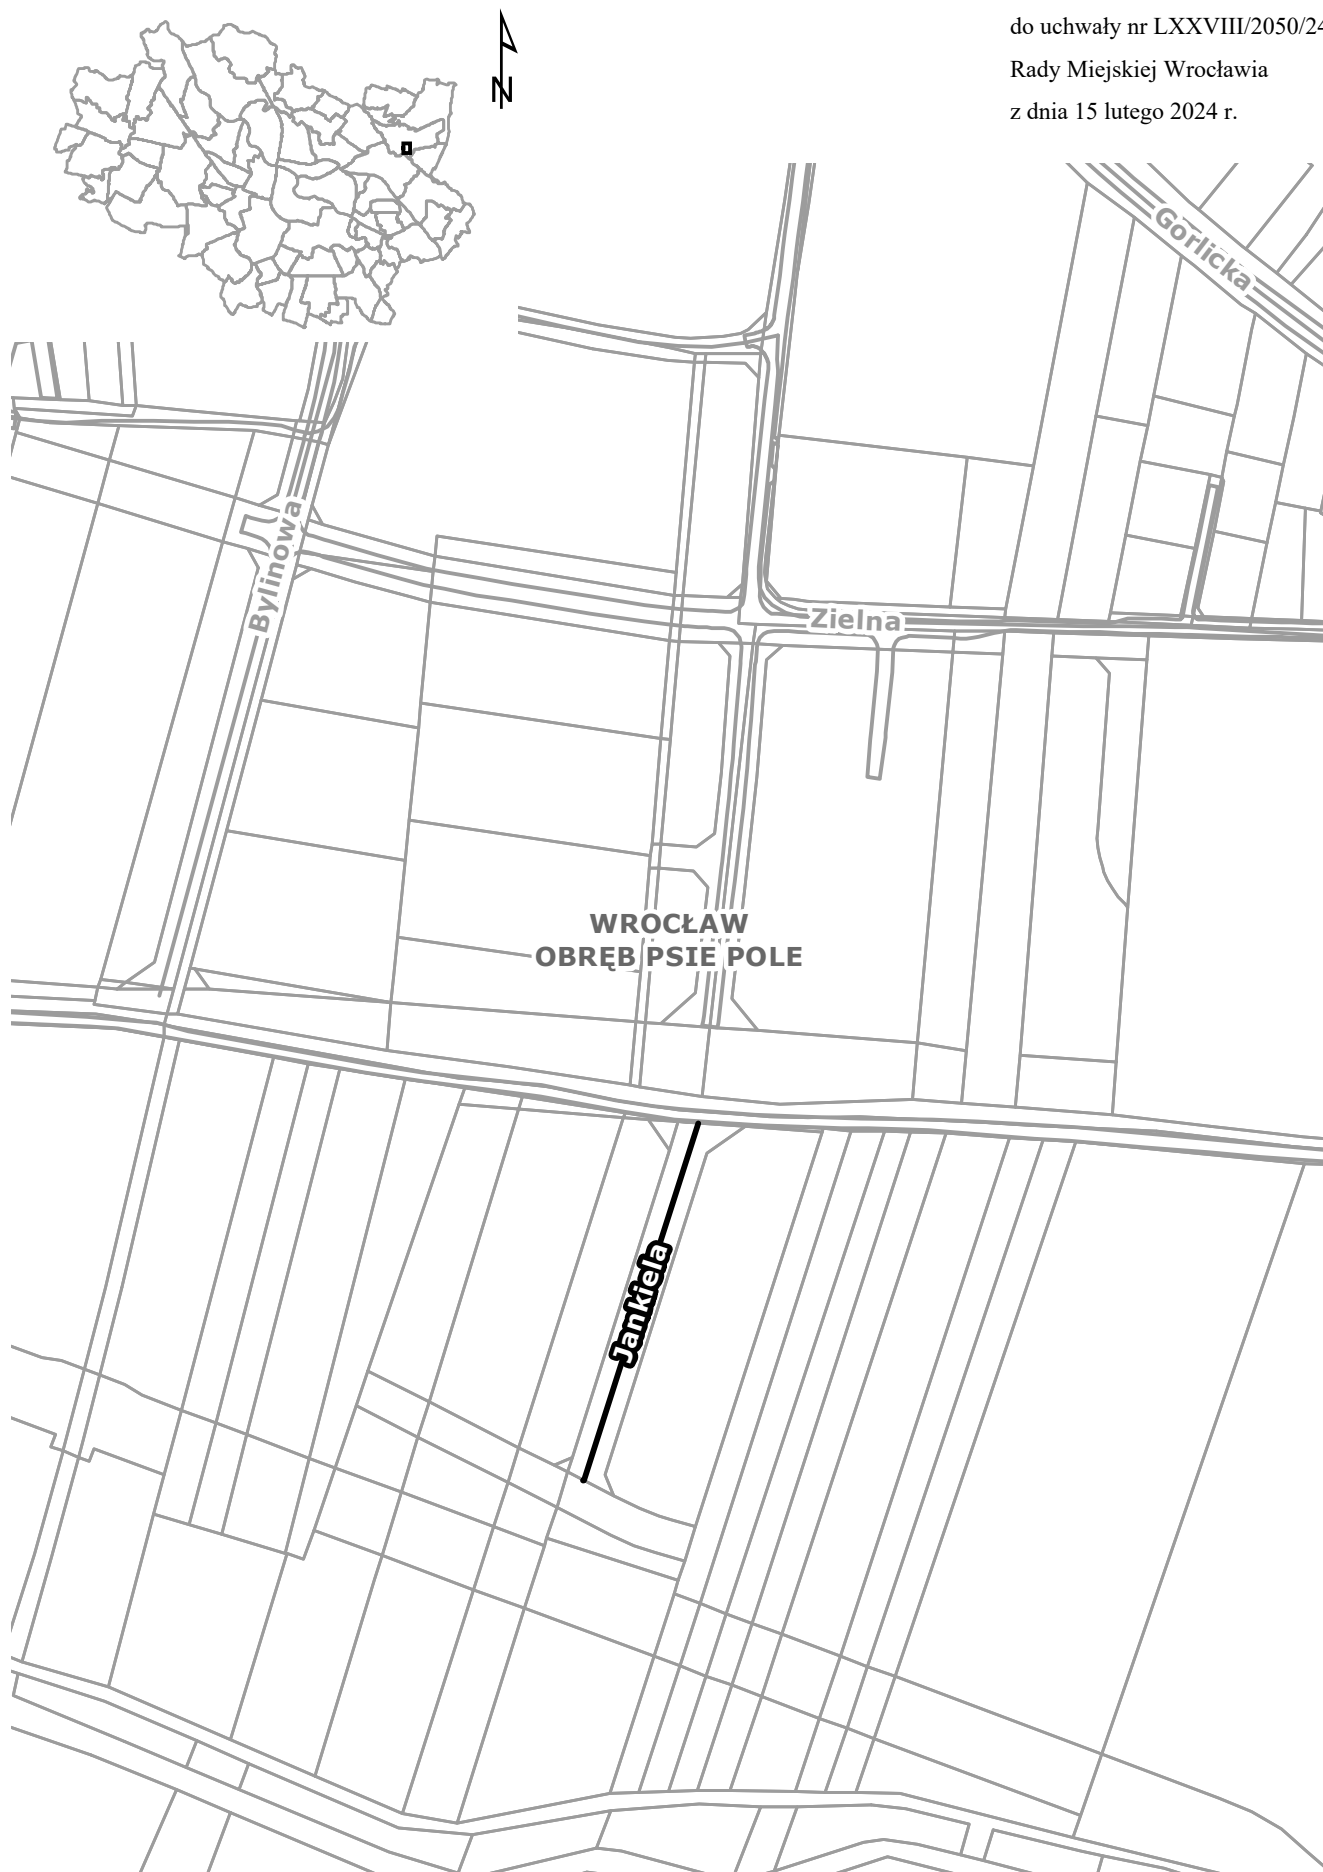 do uchwały nr LXXVIII/2050/24
Rady Miejskiej Wrocławia
z dnia 15 lutego 2024 r.
N
Gorlicka
Bylinowa
Zielna
WROCŁAW
OBRĘB PSIE POLE
Jankiela